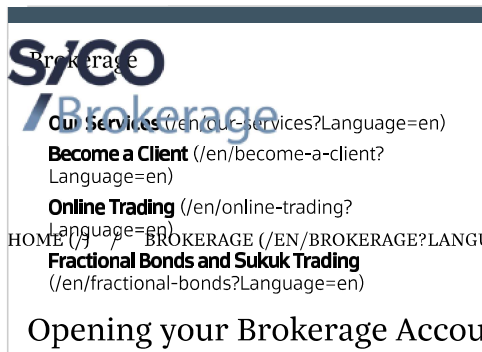 SICO
Brokerage
Brokerage
Our Services (/en/our-services?Language=en)
Become a Client (/en/become-a-client?
Language=en)
Online Trading (/en/online-trading?
Language=en)
HOME (/) / BROKERAGE (/EN/BROKERAGE?LANGU
Fractional Bonds and Sukuk Trading
(/en/fractional-bonds?Language=en)
Opening your Brokerage Accou